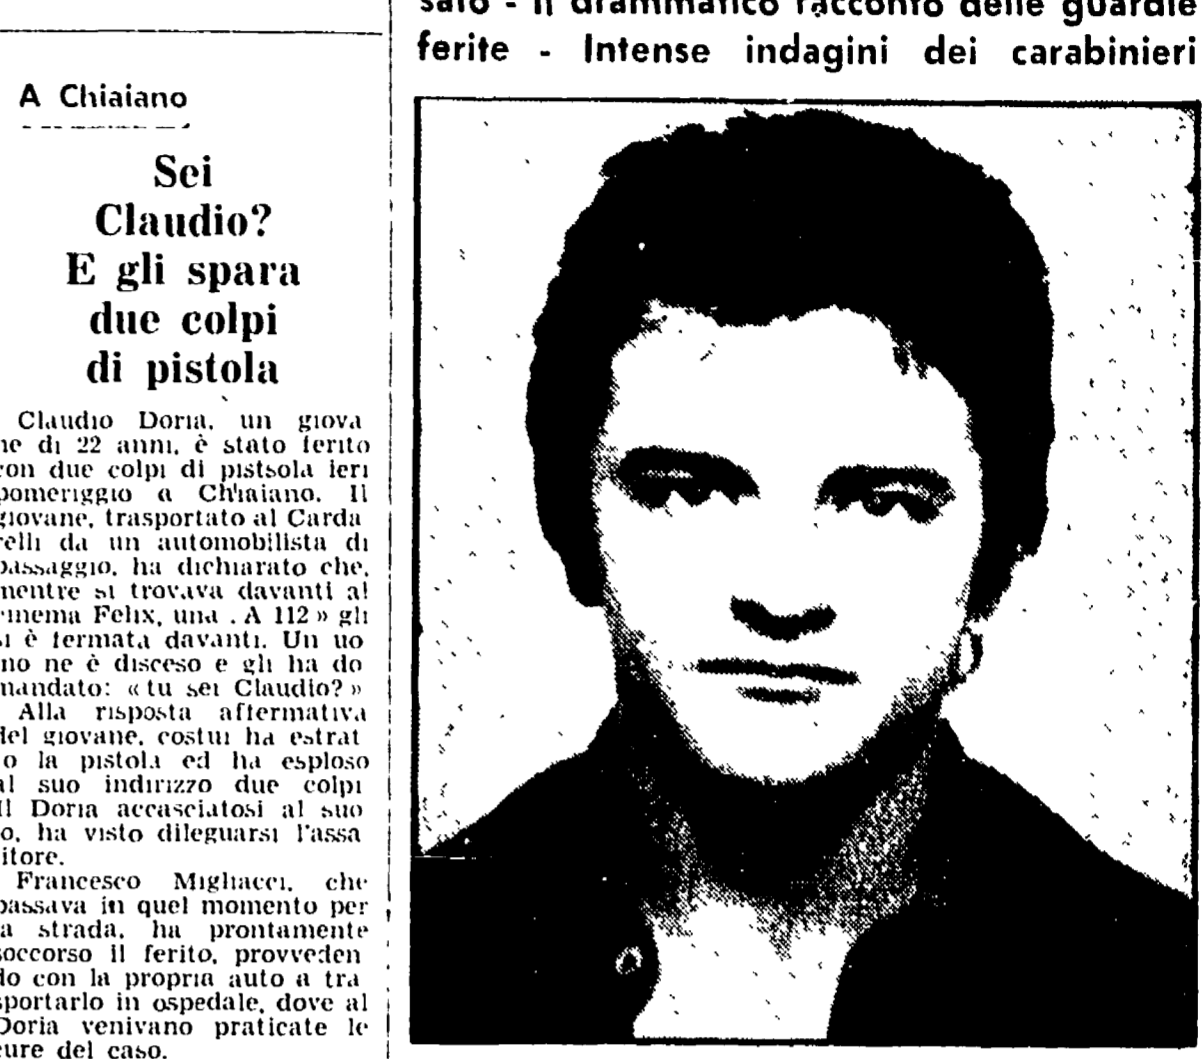 A Chiaiano
Sei
Claudio?
E gli spara
due colpi
di pistola
Claudio Doria, un giova
ne di 22 anni, è stato ferito
con due colpi di pistsola ieri
pomeriggio a Chiaiano. Il
giovane, trasportato al Carda
relli da un automobilista di
passaggio, ha dichiarato che,
mentre si trovava davanti al
cinema Felix, una . A 112 » gli
si è fermata davanti. Un uo
mo ne è disceso e gli ha do
mandato: « tu sei Claudio? »
Alla risposta affermativa
del giovane, costui ha estrat
o la pistola ed ha esploso
al suo indirizzo due colpi
Il Doria accasciatosi al suo
o, ha visto dileguarsi l'assa
itore.
Francesco Migliacci, che
passava in quel momento per
a strada, ha prontamente
soccorso il ferito, provveden
do con la propria auto a tra
sportarlo in ospedale, dove al
Doria venivano praticate le
cure del caso.
sato - Il drammatico racconto delle guardie
ferite - Intense indagini dei carabinieri